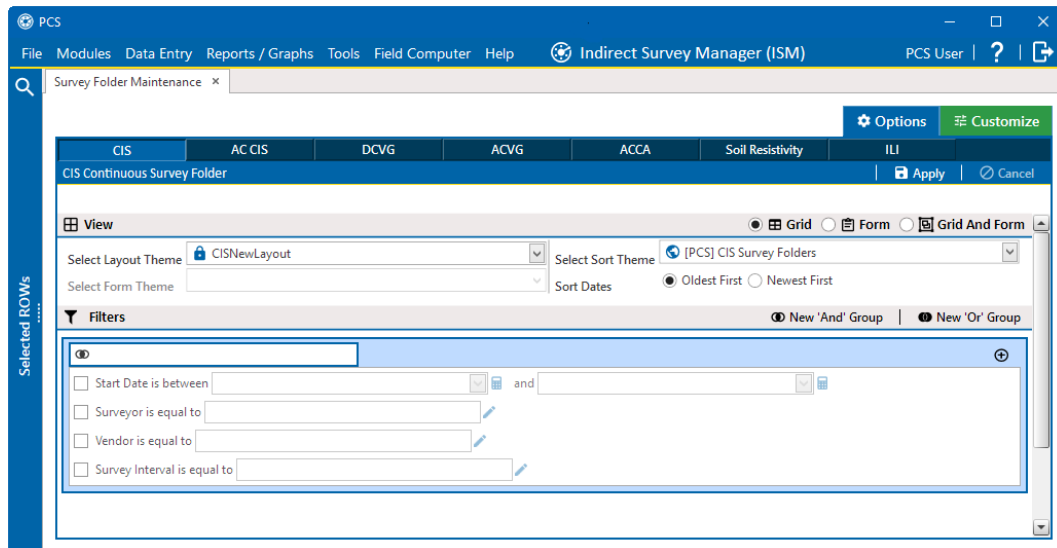 PCS
File Modules Data Entry Reports / Graphs Tools Field Computer Help Indirect Survey Manager (ISM) PCS User | ? |
Survey Folder Maintenance ×
Options Customize
CIS AC CIS DCVG ACVG ACCA Soil Resistivity ILI
CIS Continuous Survey Folder | Apply | Cancel
View Grid Form Grid And Form
Select Layout Theme CISNewLayout Select Sort Theme [PCS] CIS Survey Folders
Select Form Theme Sort Dates Oldest First Newest First
Filters New 'And' Group | New 'Or' Group
Start Date is between and
Surveyor is equal to
Vendor is equal to
Survey Interval is equal to
Selected ROWs